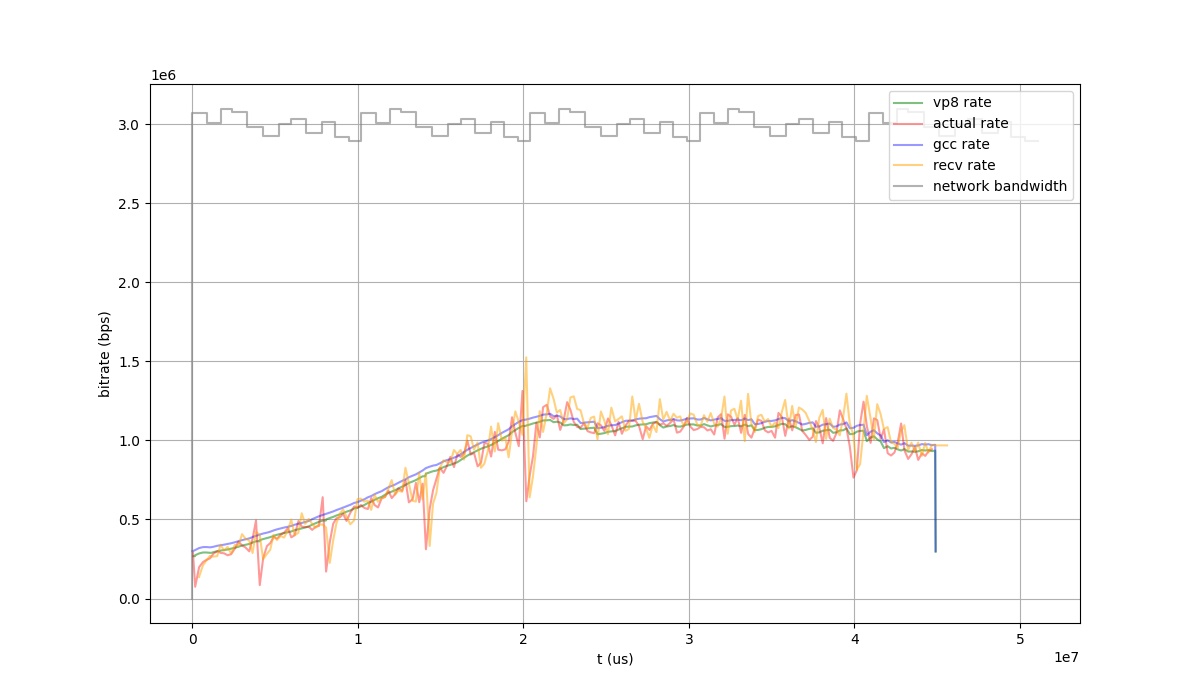 1e6
3.0
2.5
2.0
1.5
1.0
0.5
0.0
bitrate (bps)
vp8 rate
actual rate
gcc rate
recv rate
network bandwidth
0 1 2 3 4 5
t (us)
1e7